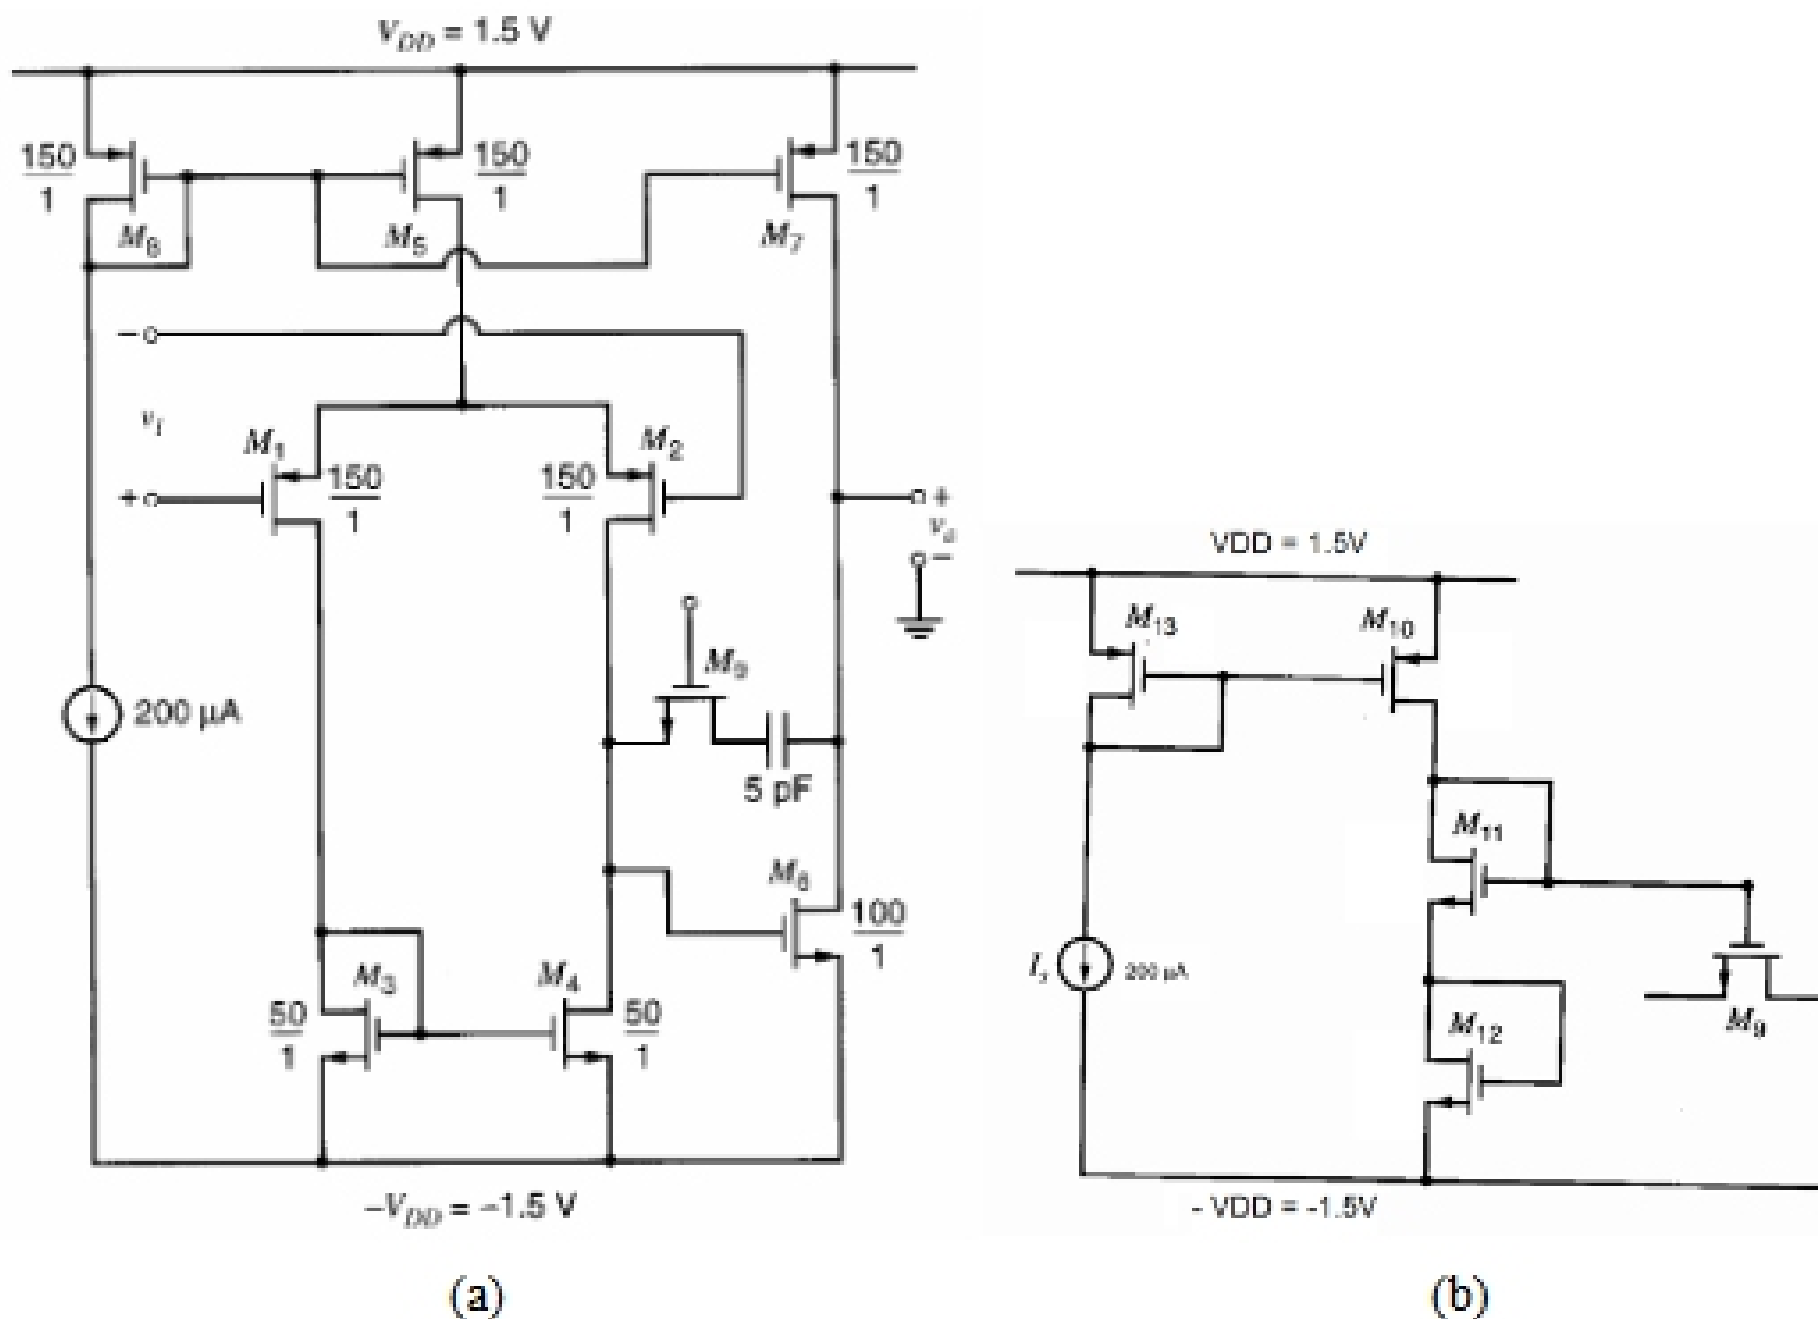 V_DD = 1.5 V
150
1
M_8
150
1
M_5
150
1
M_7
−
v_i
+
M_1
150
1
M_2
150
1
+
v_o
−
M_9
5 pF
200 μA
M_6
100
1
M_3
50
1
M_4
50
1
−V_DD = −1.5 V
(a)
VDD = 1.5V
M_13
M_10
M_11
200 μA
M_12
M_9
- VDD = -1.5V
(b)